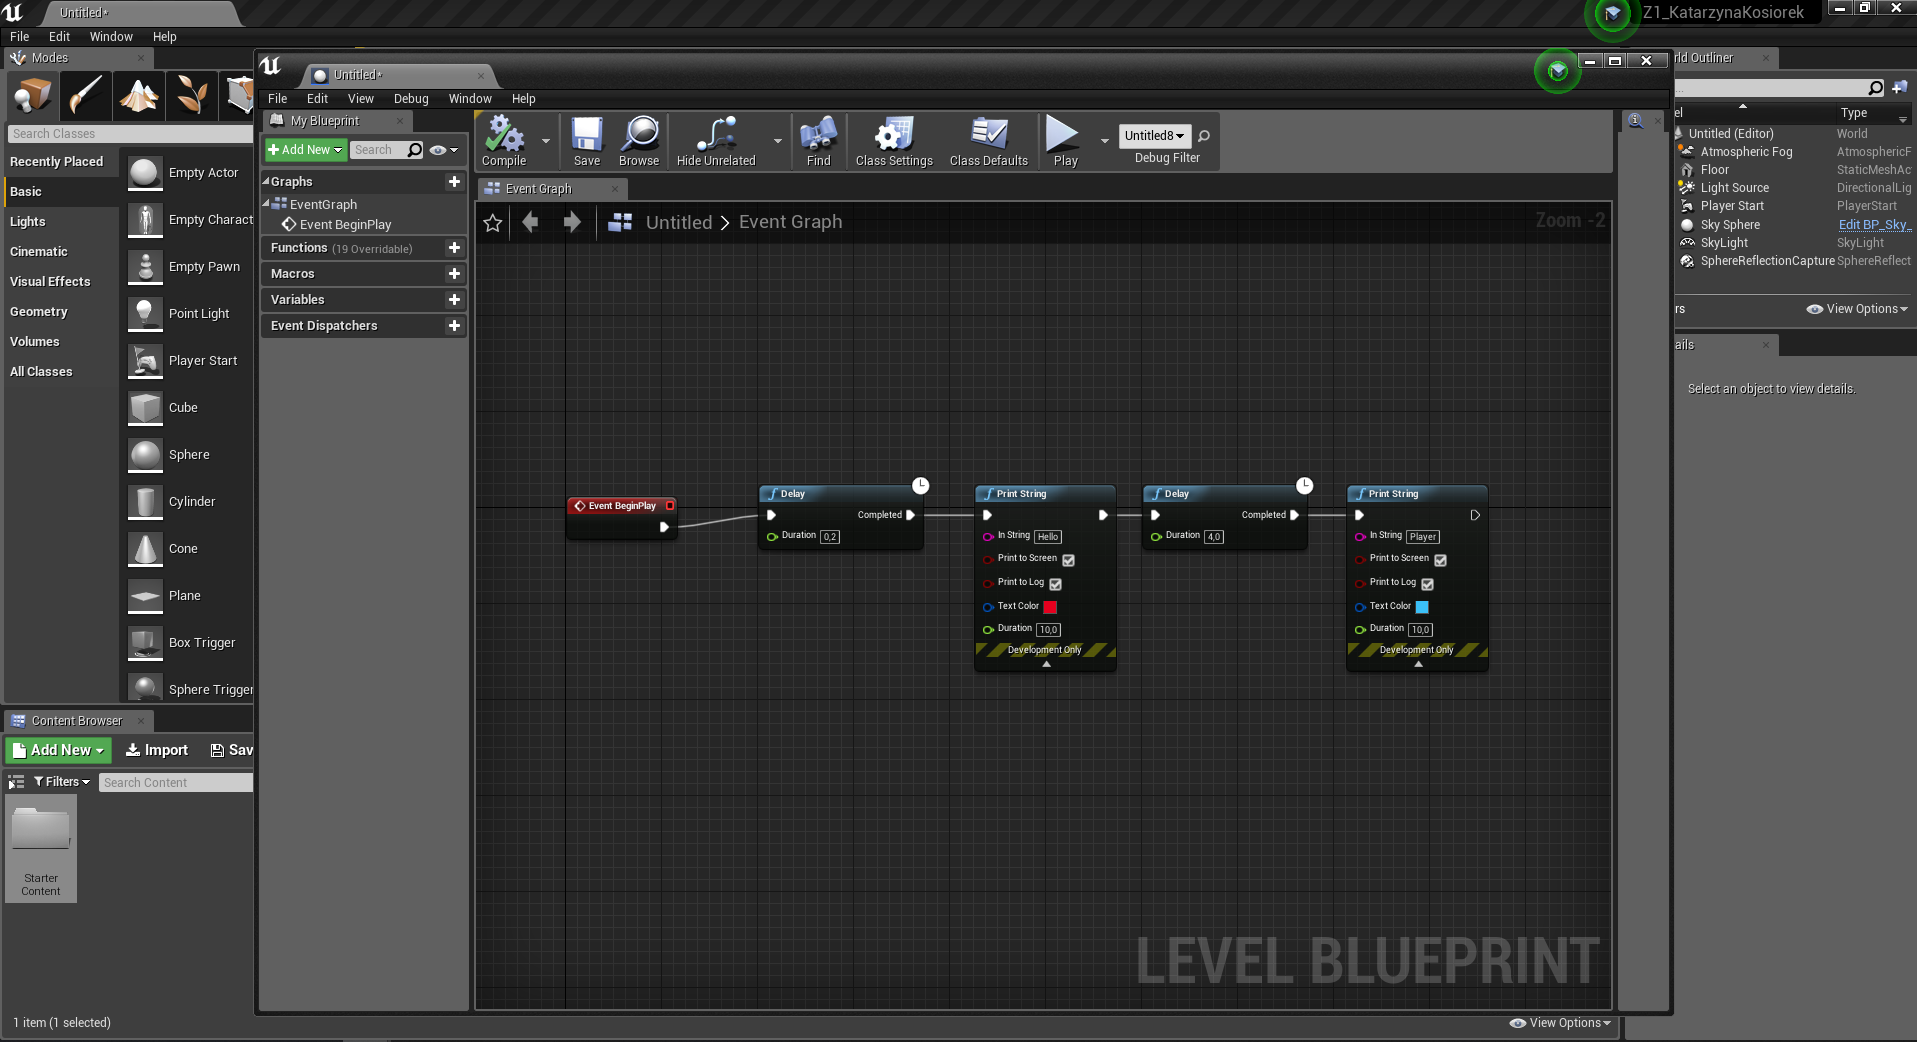 Untitled*
Z1_KatarzynaKosiorek
File Edit Window Help
Modes
Search Classes
Recently Placed
Basic
Lights
Cinematic
Visual Effects
Geometry
Volumes
All Classes
Empty Actor
Empty Charact
Empty Pawn
Point Light
Player Start
Cube
Sphere
Cylinder
Cone
Plane
Box Trigger
Sphere Trigger
Content Browser
Add New Import Sav
Filters Search Content
Starter
Content
1 item (1 selected)
View Options
Untitled*
File Edit View Debug Window Help
My Blueprint
Add New Search
Graphs
EventGraph
Event BeginPlay
Functions (19 Overridable)
Macros
Variables
Event Dispatchers
Compile Save Browse Hide Unrelated Find Class Settings Class Defaults Play
Untitled8
Debug Filter
Event Graph
Untitled > Event Graph
Zoom -2
Event BeginPlay
Delay
Completed
Duration 0,2
Print String
In String Hello
Print to Screen
Print to Log
Text Color
Duration 10,0
Development Only
Delay
Completed
Duration 4,0
Print String
In String Player
Print to Screen
Print to Log
Text Color
Duration 10,0
Development Only
LEVEL BLUEPRINT
rld Outliner
el Type
Untitled (Editor) World
Atmospheric Fog AtmosphericF
Floor StaticMeshAc
Light Source DirectionalLig
Player Start PlayerStart
Sky Sphere Edit BP_Sky_
SkyLight SkyLight
SphereReflectionCapture SphereReflect
rs View Options
ails
Select an object to view details.